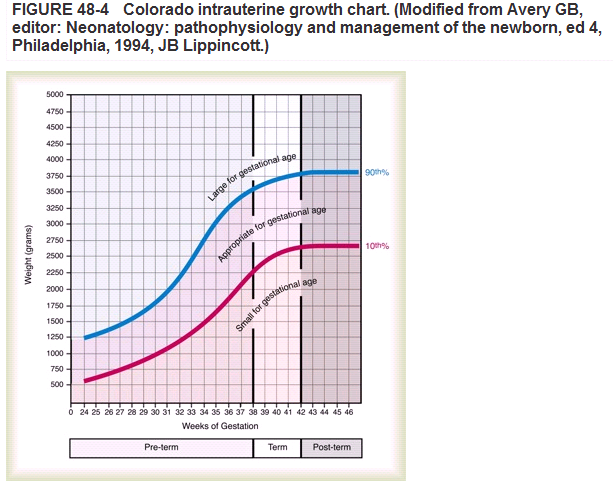 FIGURE 48-4 Colorado intrauterine growth chart. (Modified from Avery GB,
editor: Neonatology: pathophysiology and management of the newborn, ed 4,
Philadelphia, 1994, JB Lippincott.)
5000
4750
4500
4250
4000
3750
3500
3250
3000
2750
2500
2250
2000
1750
1500
1250
1000
750
500
Weight (grams)
Large for gestational age
90th%
Appropriate for gestational age
10th%
Small for gestational age
0 24 25 26 27 28 29 30 31 32 33 34 35 36 37 38 39 40 41 42 43 44 45 46
Weeks of Gestation
Pre-term Term Post-term